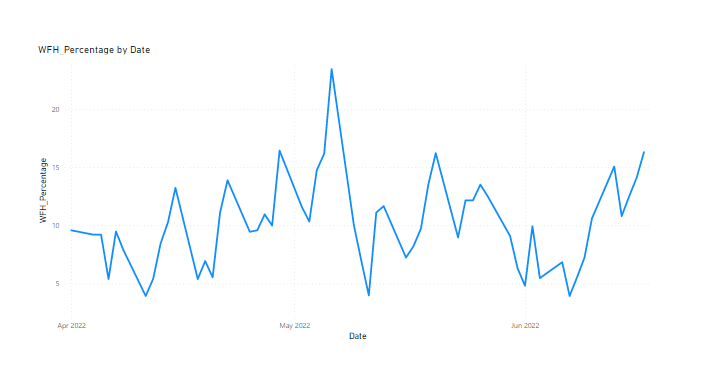 WFH_Percentage by Date
WFH_Percentage
20
15
10
5
Apr 2022
May 2022
Jun 2022
Date